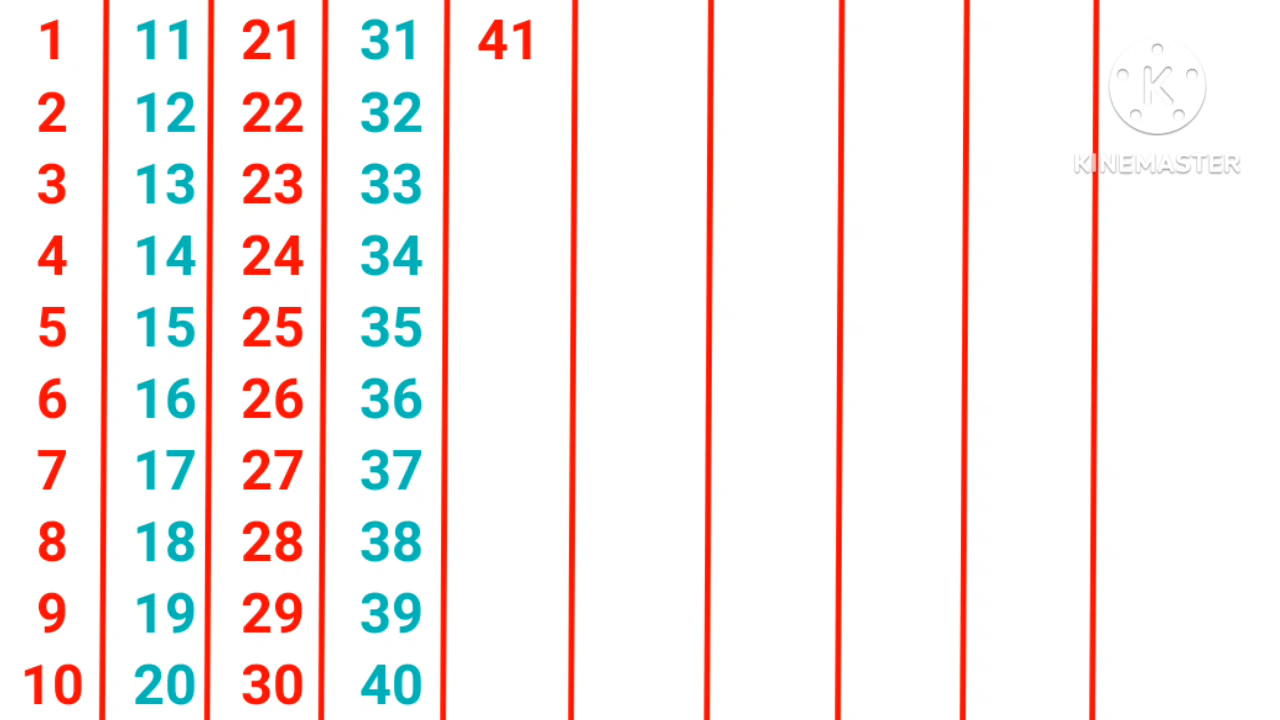 1 11 21 31 41
2 12 22 32
3 13 23 33
4 14 24 34
5 15 25 35
6 16 26 36
7 17 27 37
8 18 28 38
9 19 29 39
10 20 30 40
K
KINEMASTER